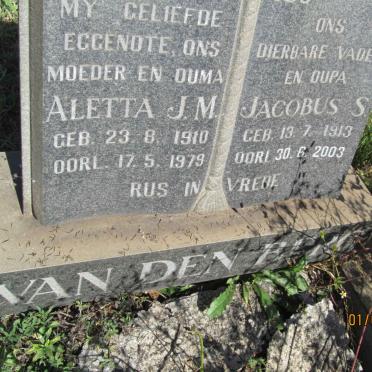 MY GELIEFDE
EGGENOTE, ONS
MOEDER EN OUMA
ALETTA J.M.
GEB. 23. 8. 1910
OORL. 17. 5. 1979
ONS
DIERBARE VADER
EN OUPA
JACOBUS S.
GEB. 13. 7. 1913
OORL 30. 6. 2003
RUS IN VREDE
VAN DEN
01/